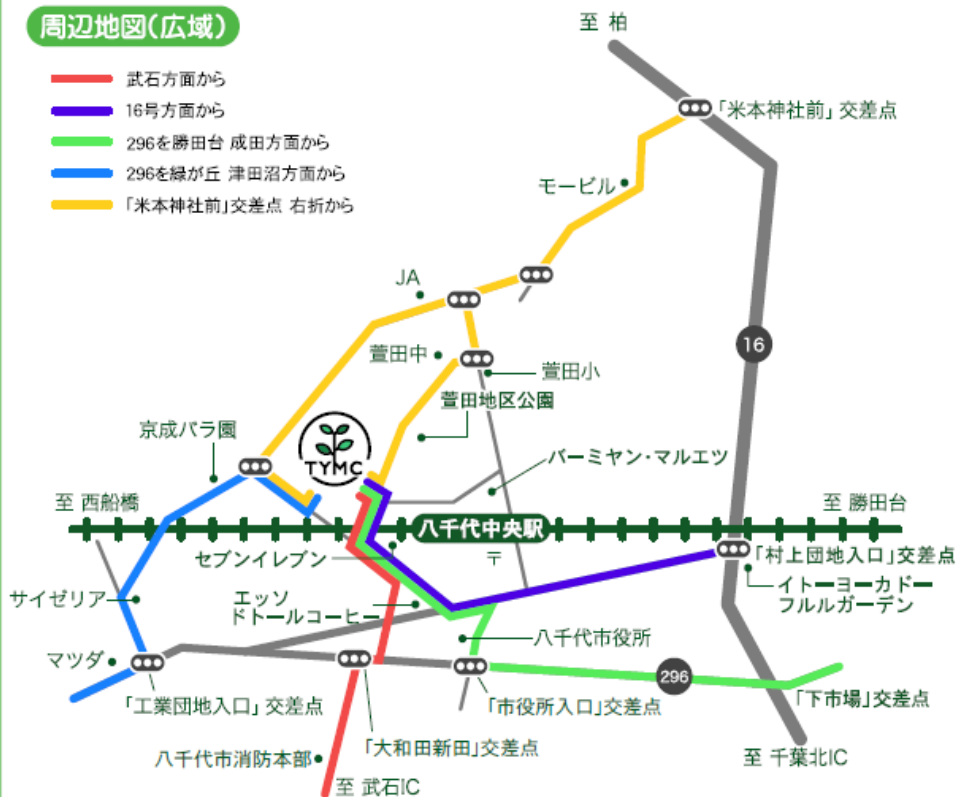 周辺地図（広域）
至 柏
武石方面から
16号方面から
296を勝田台 成田方面から
296を緑が丘 津田沼方面から
「米本神社前」交差点 右折から
「米本神社前」交差点
モービル
JA
16
萱田中
萱田小
萱田地区公園
京成バラ園
TYMC
バーミヤン・マルエツ
至 西船橋
至 勝田台
八千代中央駅
セブンイレブン
〒
「村上団地入口」交差点
イトーヨーカドー
フルルガーデン
サイゼリア
エッソ
ドトールコーヒー
八千代市役所
マツダ
296
「工業団地入口」交差点
「市役所入口」交差点
「下市場」交差点
「大和田新田」交差点
八千代市消防本部
至 千葉北IC
至 武石IC